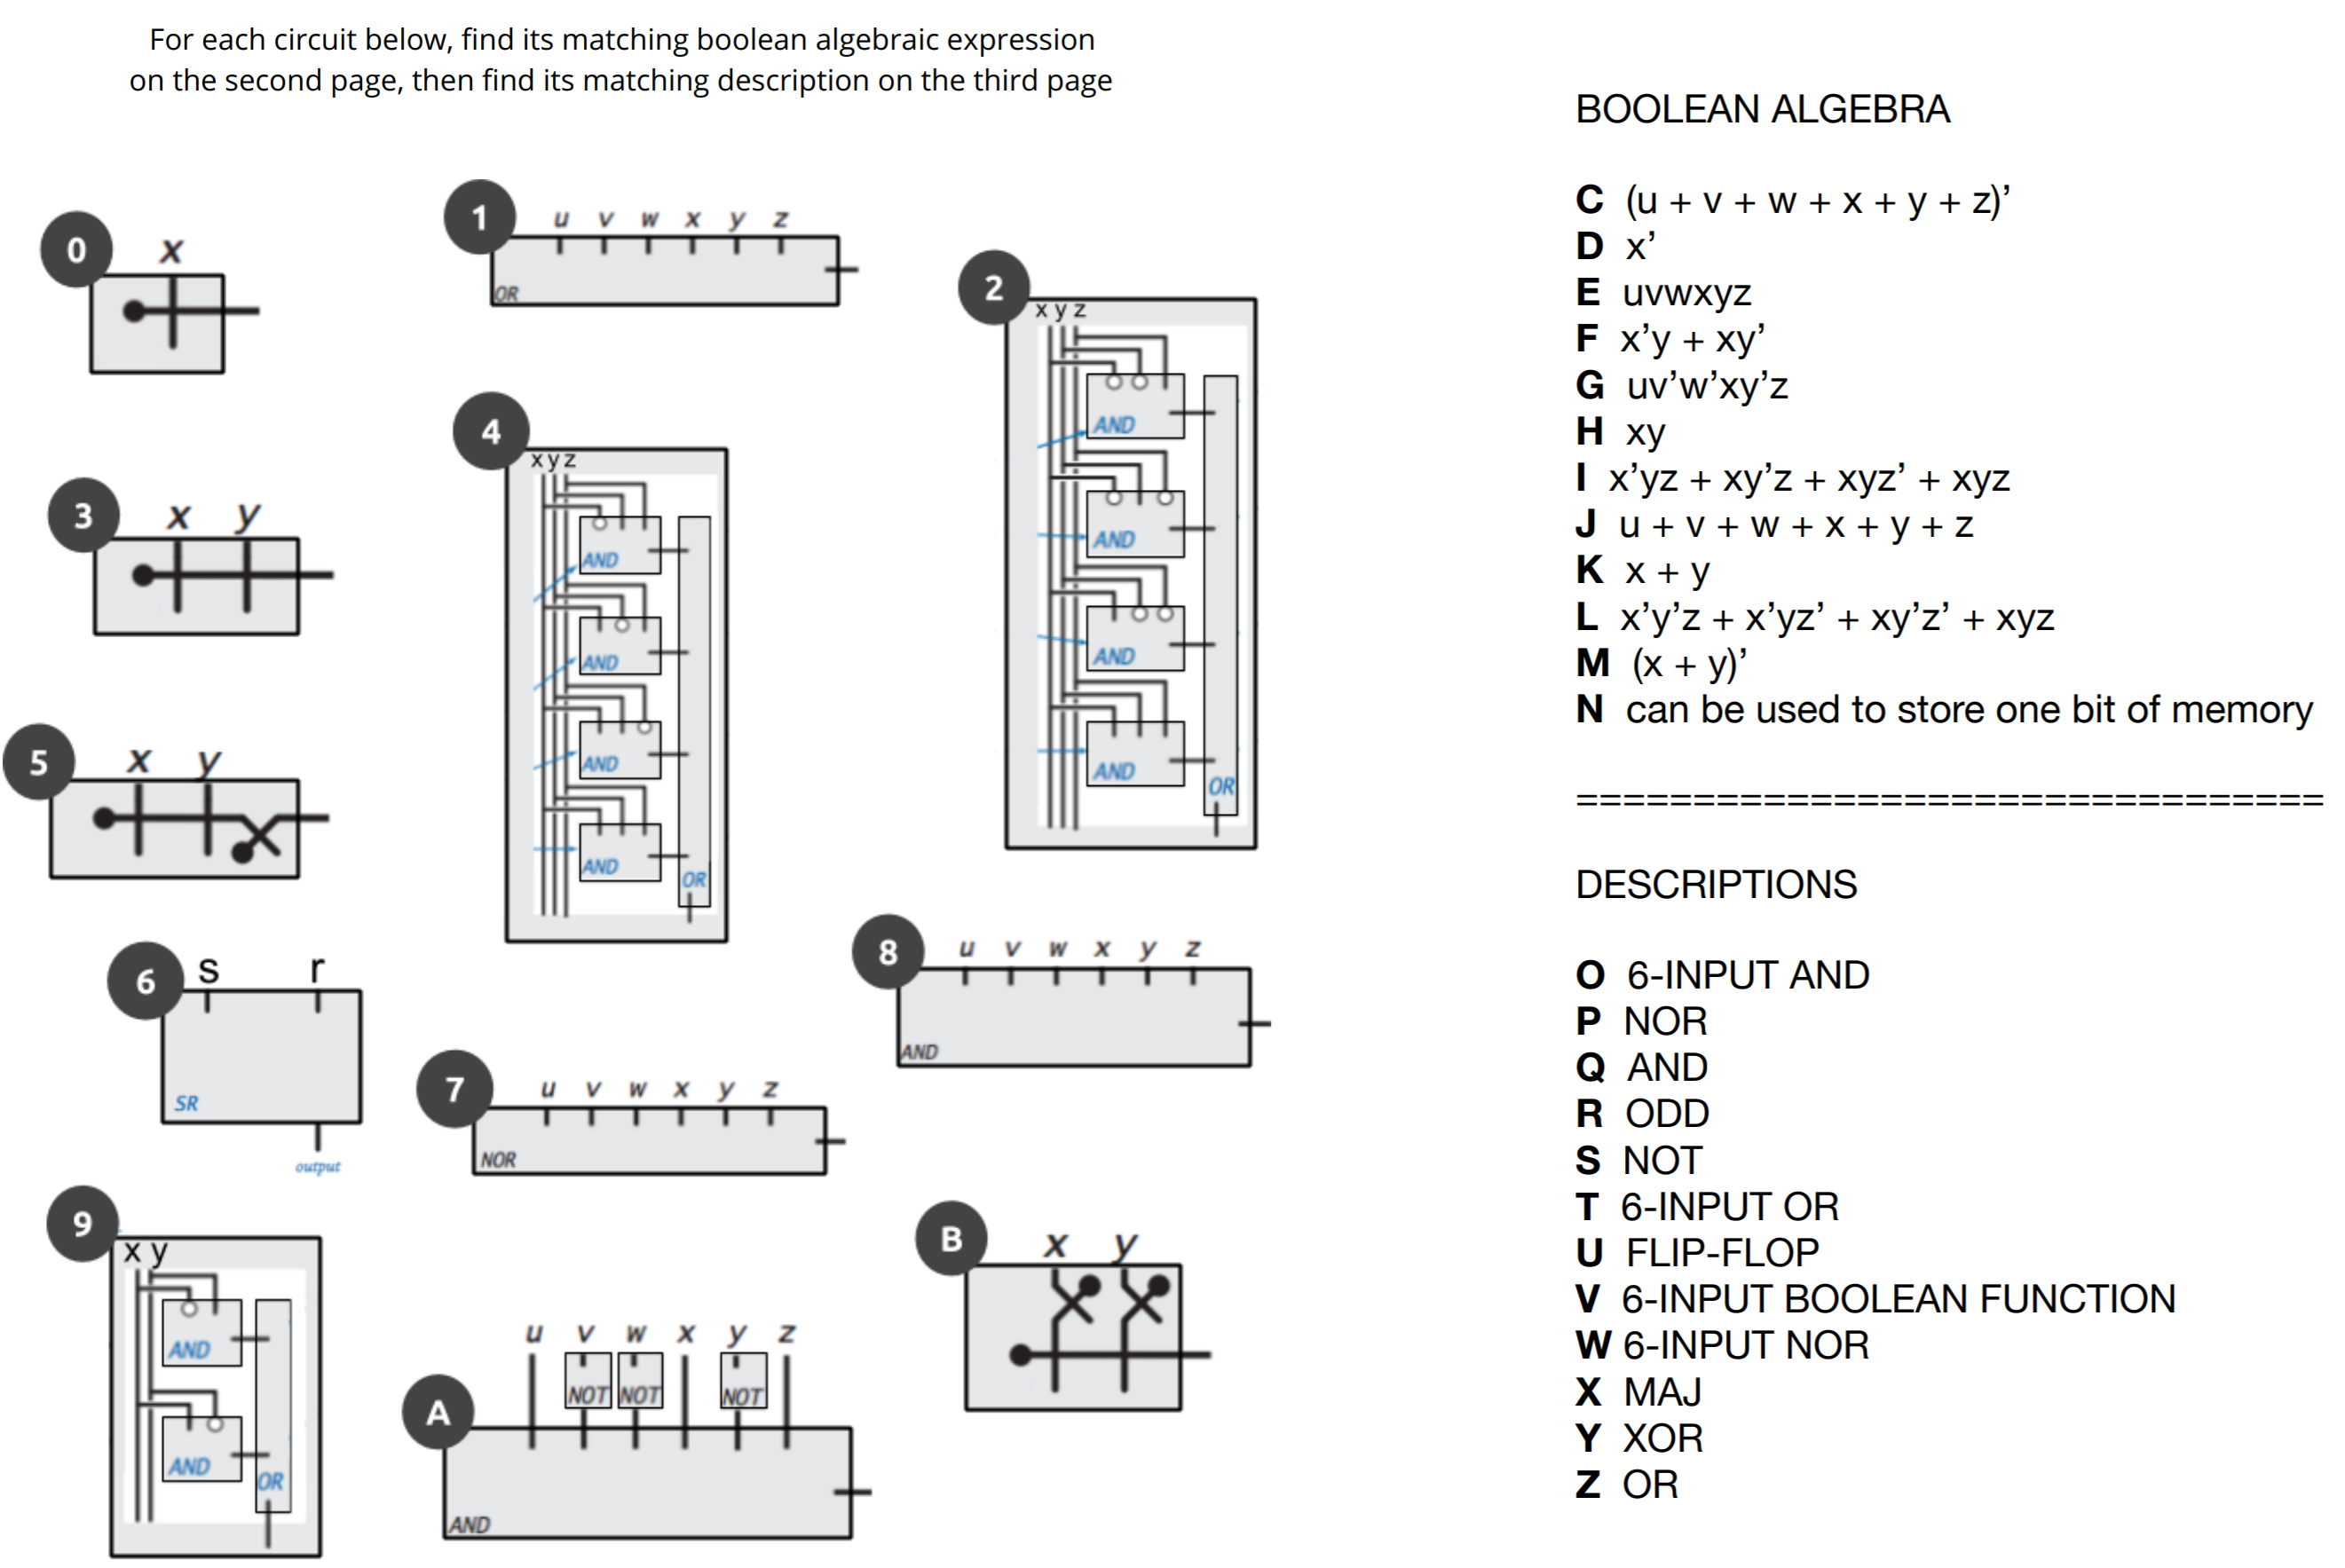 For each circuit below, find its matching boolean algebraic expression
on the second page, then find its matching description on the third page
0
x
1
u v w x y z
OR
2
x y z
AND
AND
AND
AND
OR
3
x y
4
x y z
AND
AND
AND
AND
OR
5
x y
6
s r
SR
output
7
u v w x y z
NOR
8
u v w x y z
AND
9
x y
AND
AND
OR
A
u v w x y z
NOT NOT NOT
AND
B
x y
BOOLEAN ALGEBRA
C (u + v + w + x + y + z)’
D x’
E uvwxyz
F x’y + xy’
G uv’w’xy’z
H xy
I x’yz + xy’z + xyz’ + xyz
J u + v + w + x + y + z
K x + y
L x’y’z + x’yz’ + xy’z’ + xyz
M (x + y)’
N can be used to store one bit of memory
================================
DESCRIPTIONS
O 6-INPUT AND
P NOR
Q AND
R ODD
S NOT
T 6-INPUT OR
U FLIP-FLOP
V 6-INPUT BOOLEAN FUNCTION
W 6-INPUT NOR
X MAJ
Y XOR
Z OR